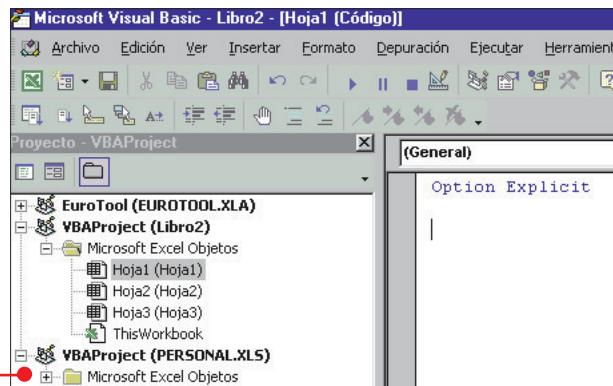 Microsoft Visual Basic - Libro2 - [Hoja1 (Código)]
Archivo Edición Ver Insertar Formato Depuración Ejecutar Herramient
Proyecto - VBAProject
(General)
Option Explicit
EuroTool (EUROTOOL.XLA)
VBAProject (Libro2)
Microsoft Excel Objetos
Hoja1 (Hoja1)
Hoja2 (Hoja2)
Hoja3 (Hoja3)
ThisWorkbook
VBAProject (PERSONAL.XLS)
Microsoft Excel Objetos